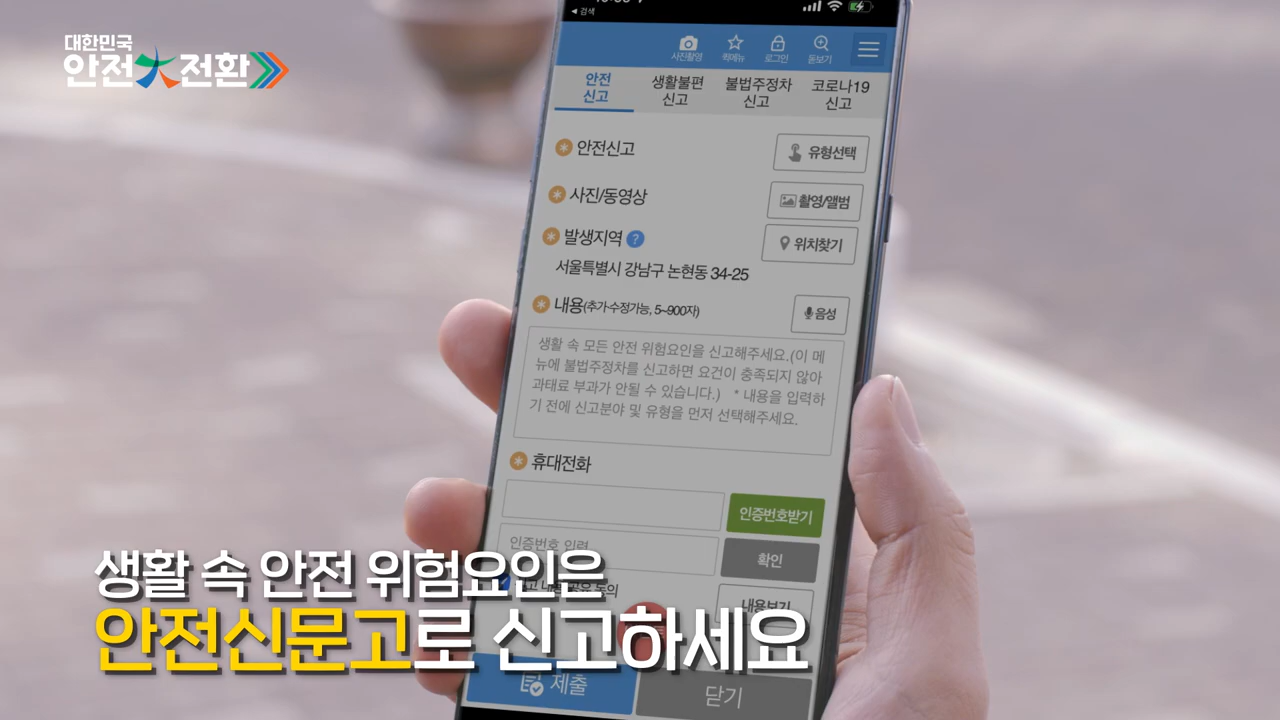 대한민국
안전大전환
◀ 검색
사진촬영 퀵메뉴 로그인 돋보기
안전
신고
생활불편
신고
불법주정차
신고
코로나19
신고
안전신고
유형선택
사진/동영상
촬영/앨범
발생지역 ?
위치찾기
서울특별시 강남구 논현동 34-25
내용(추가·수정가능, 5~900자)
음성
생활 속 모든 안전 위험요인을 신고해주세요.(이 메
뉴에 불법주정차를 신고하면 요건이 충족되지 않아
과태료 부과가 안될 수 있습니다.) * 내용을 입력하
기 전에 신고분야 및 유형을 먼저 선택해주세요.
휴대전화
인증번호받기
인증번호 입력
확인
동의
내용보기
생활 속 안전 위험요인은
안전신문고로 신고하세요
제출
닫기